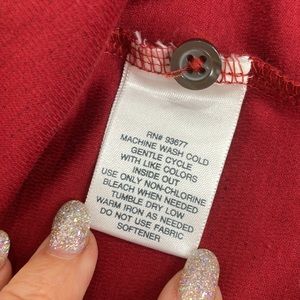 RN# 93677
MACHINE WASH COLD
GENTLE CYCLE
WITH LIKE COLORS
INSIDE OUT
USE ONLY NON-CHLORINE
BLEACH WHEN NEEDED
TUMBLE DRY LOW
WARM IRON AS NEEDED
DO NOT USE FABRIC
SOFTENER